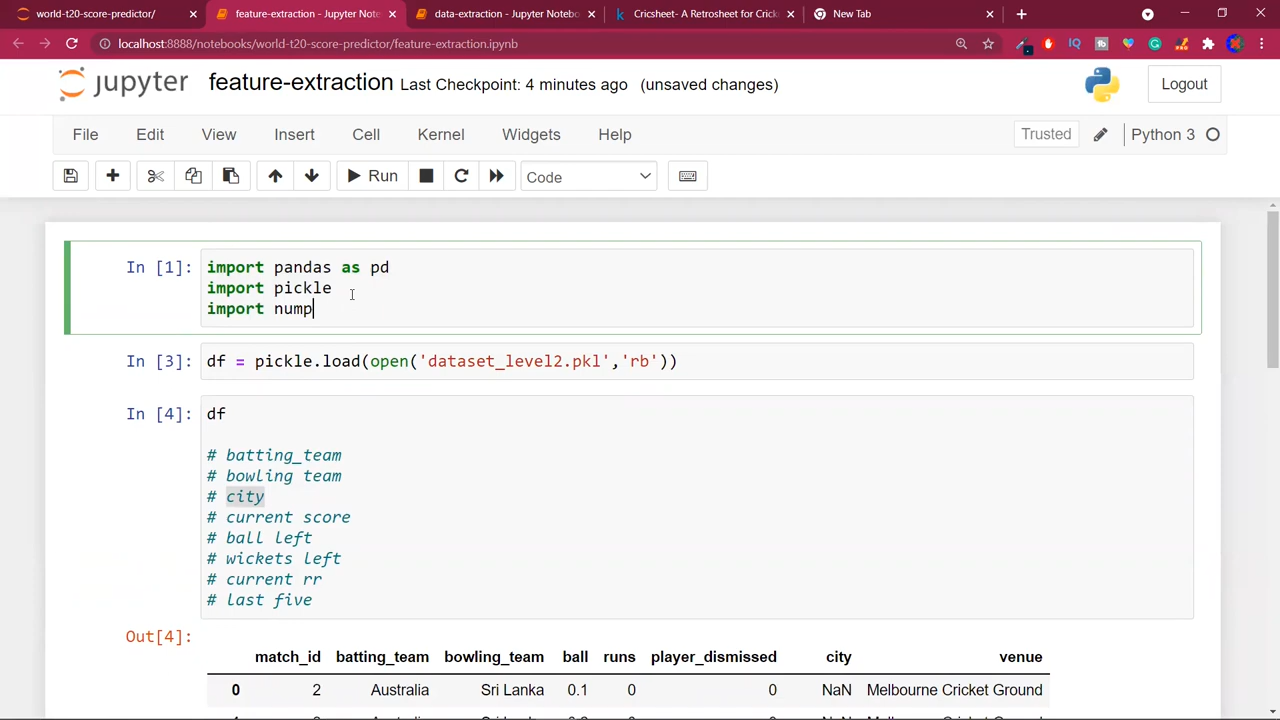 world-t20-score-predictor/
feature-extraction - Jupyter Note
data-extraction - Jupyter Notebo
Cricsheet- A Retrosheet for Crick
New Tab
localhost:8888/notebooks/world-t20-score-predictor/feature-extraction.ipynb
jupyter
feature-extraction Last Checkpoint: 4 minutes ago (unsaved changes)
Logout
File Edit View Insert Cell Kernel Widgets Help
Trusted
Python 3
Run
Code
In [1]: import pandas as pd
import pickle
import nump
In [3]: df = pickle.load(open('dataset_level2.pkl','rb'))
In [4]: df
# batting_team
# bowling team
# city
# current score
# ball left
# wickets left
# current rr
# last five
Out[4]:
match_id batting_team bowling_team ball runs player_dismissed city venue
0 2 Australia Sri Lanka 0.1 0 0 NaN Melbourne Cricket Ground